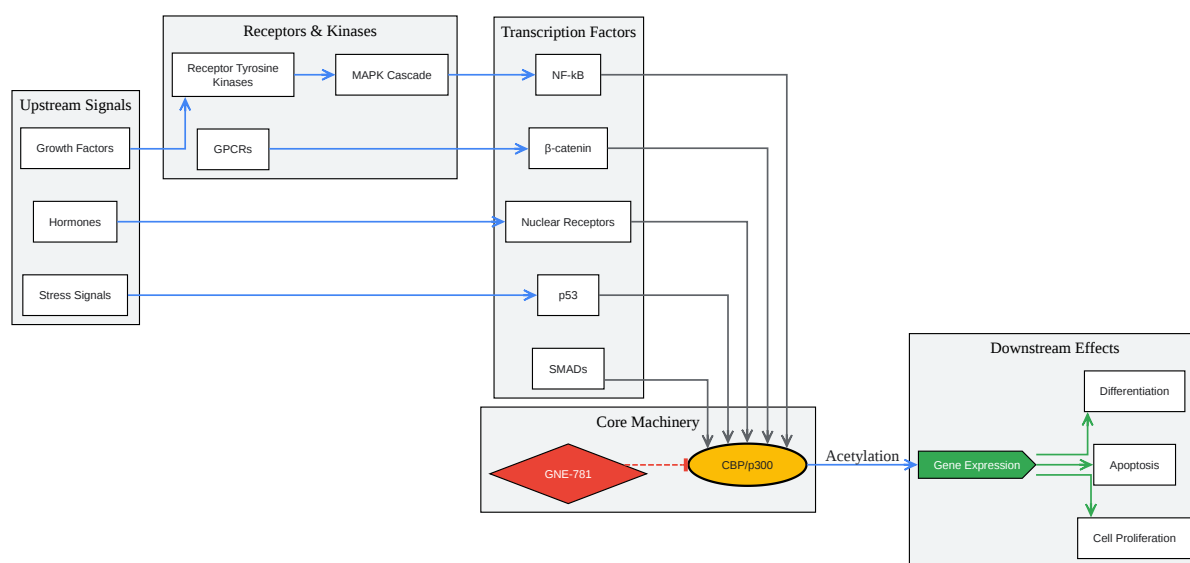 Upstream Signals
Growth Factors
Hormones
Stress Signals
Receptors & Kinases
Receptor Tyrosine
Kinases
MAPK Cascade
GPCRs
Transcription Factors
NF-kB
β-catenin
Nuclear Receptors
p53
SMADs
Core Machinery
GNE-781
CBP/p300
Acetylation
Downstream Effects
Gene Expression
Differentiation
Apoptosis
Cell Proliferation